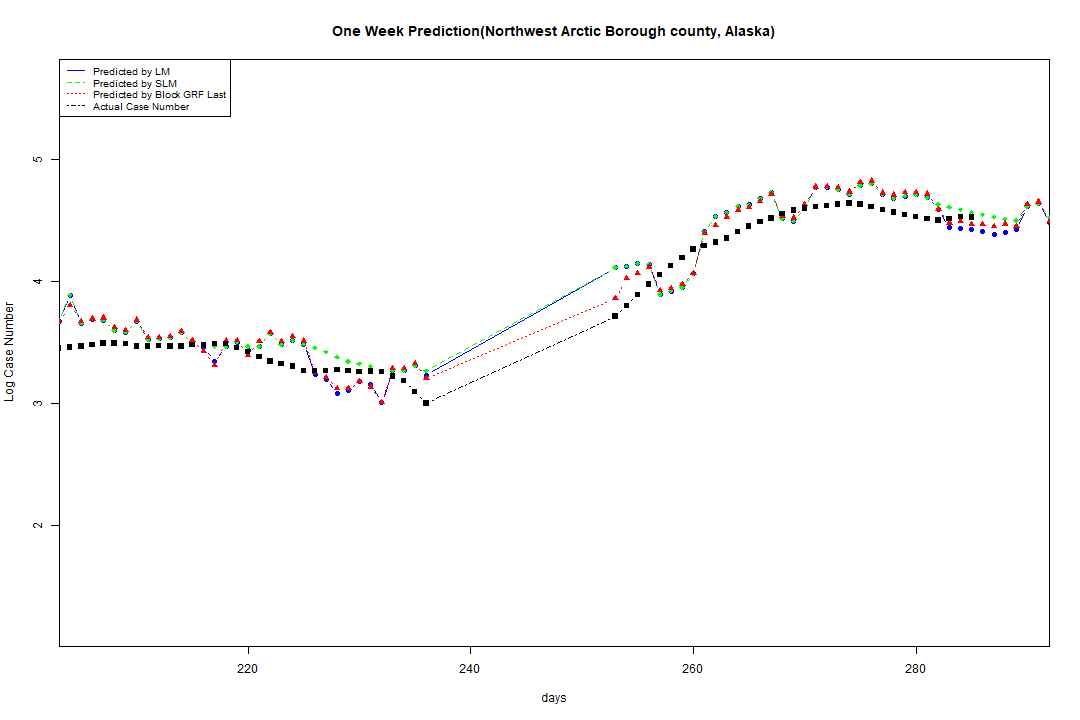 One Week Prediction(Northwest Arctic Borough county, Alaska)
Predicted by LM
Predicted by SLM
Predicted by Block GRF Last
Actual Case Number
5
4
3
2
Log Case Number
220 240 260 280
days